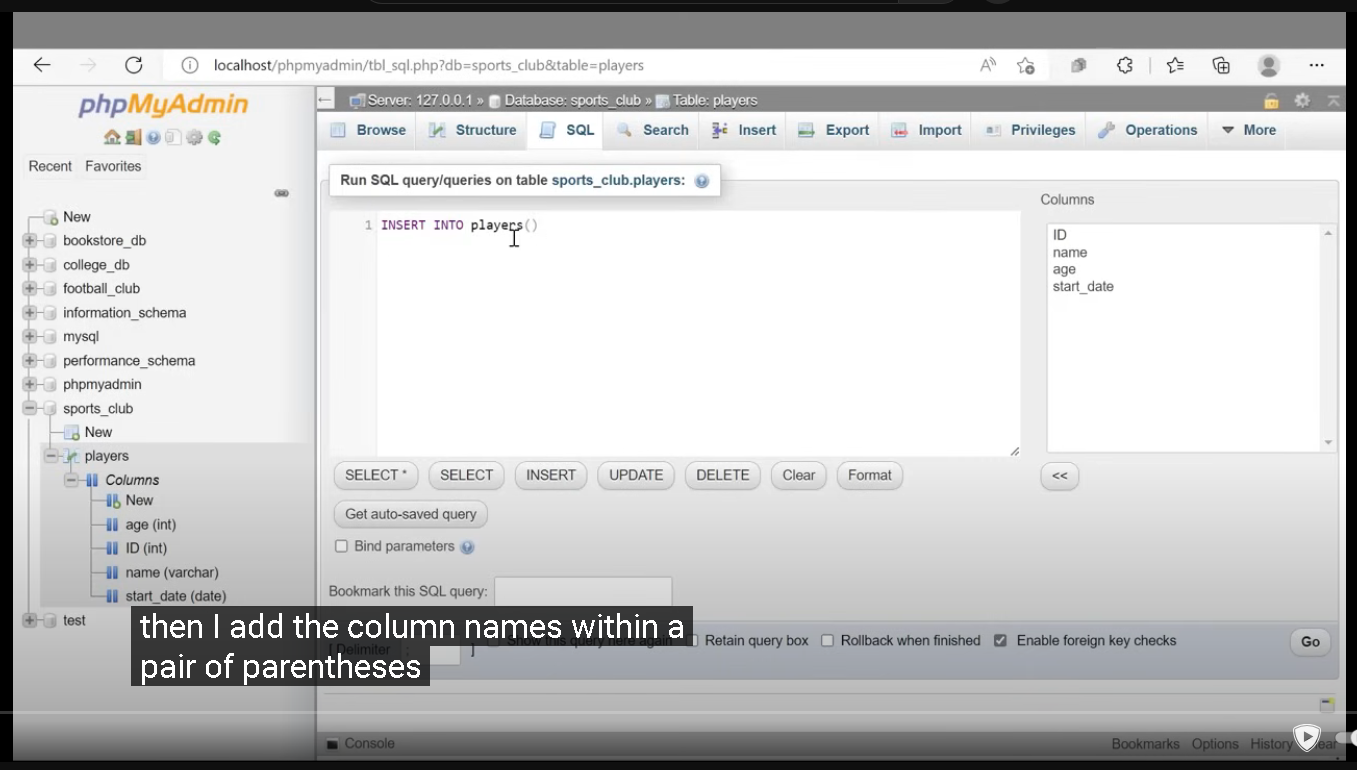 localhost/phpmyadmin/tbl_sql.php?db=sports_club&table=players
phpMyAdmin
Recent Favorites
New
bookstore_db
college_db
football_club
information_schema
mysql
performance_schema
phpmyadmin
sports_club
New
players
Columns
New
age (int)
ID (int)
name (varchar)
start_date (date)
test
Server: 127.0.0.1 » Database: sports_club » Table: players
Browse Structure SQL Search Insert Export Import Privileges Operations More
Run SQL query/queries on table sports_club.players:
1 INSERT INTO players()
Columns
ID
name
age
start_date
SELECT * SELECT INSERT UPDATE DELETE Clear Format <<
Get auto-saved query
Bind parameters
Bookmark this SQL query:
[ Delimiter ] Show this query here again Retain query box Rollback when finished Enable foreign key checks Go
then I add the column names within a
pair of parentheses
Console Bookmarks Options History